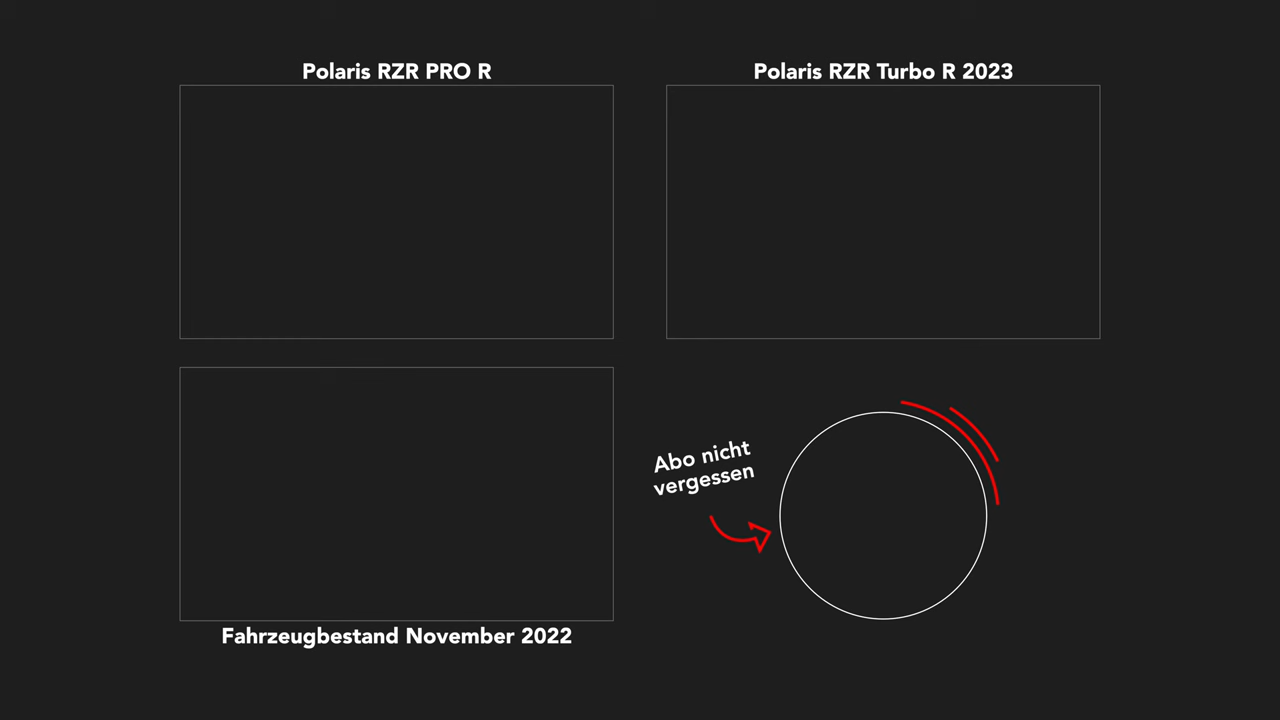 Polaris RZR PRO R
Polaris RZR Turbo R 2023
Abo nicht
vergessen
Fahrzeugbestand November 2022